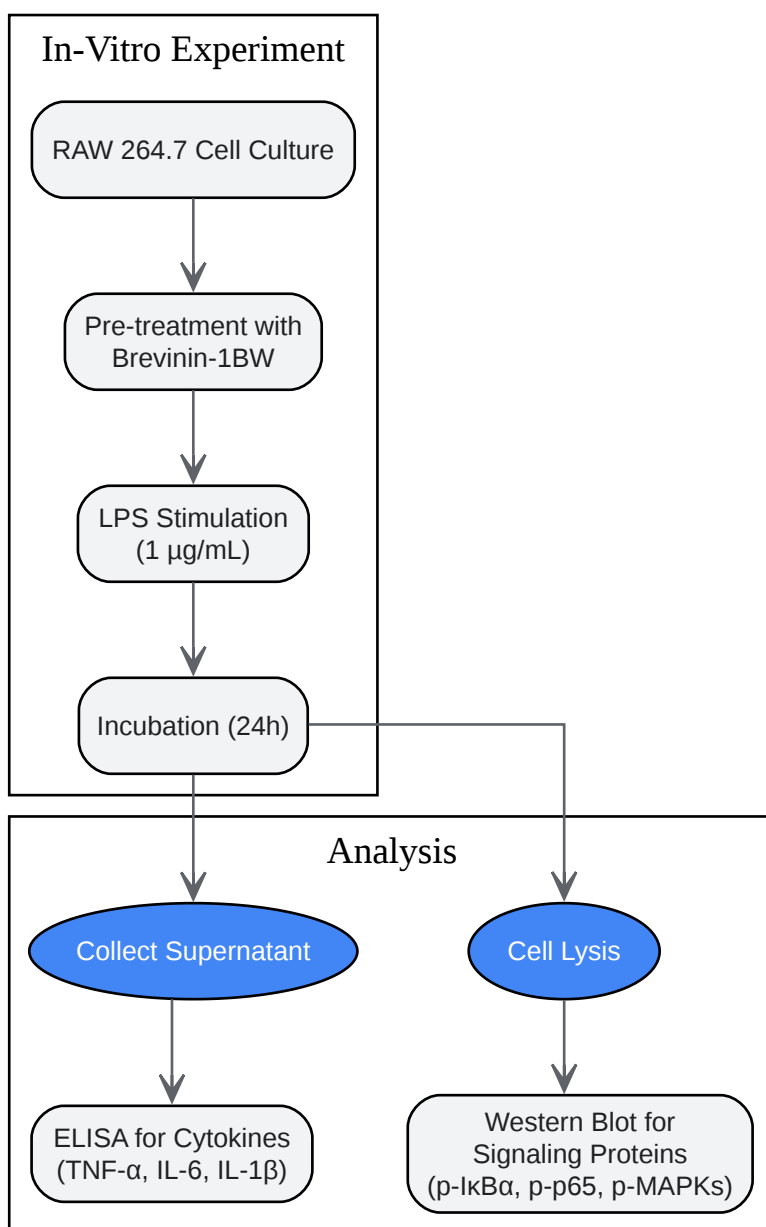 In-Vitro Experiment
RAW 264.7 Cell Culture
Pre-treatment with
Brevinin-1BW
LPS Stimulation
(1 µg/mL)
Incubation (24h)
Analysis
Collect Supernatant
Cell Lysis
ELISA for Cytokines
(TNF-α, IL-6, IL-1β)
Western Blot for
Signaling Proteins
(p-IκBα, p-p65, p-MAPKs)